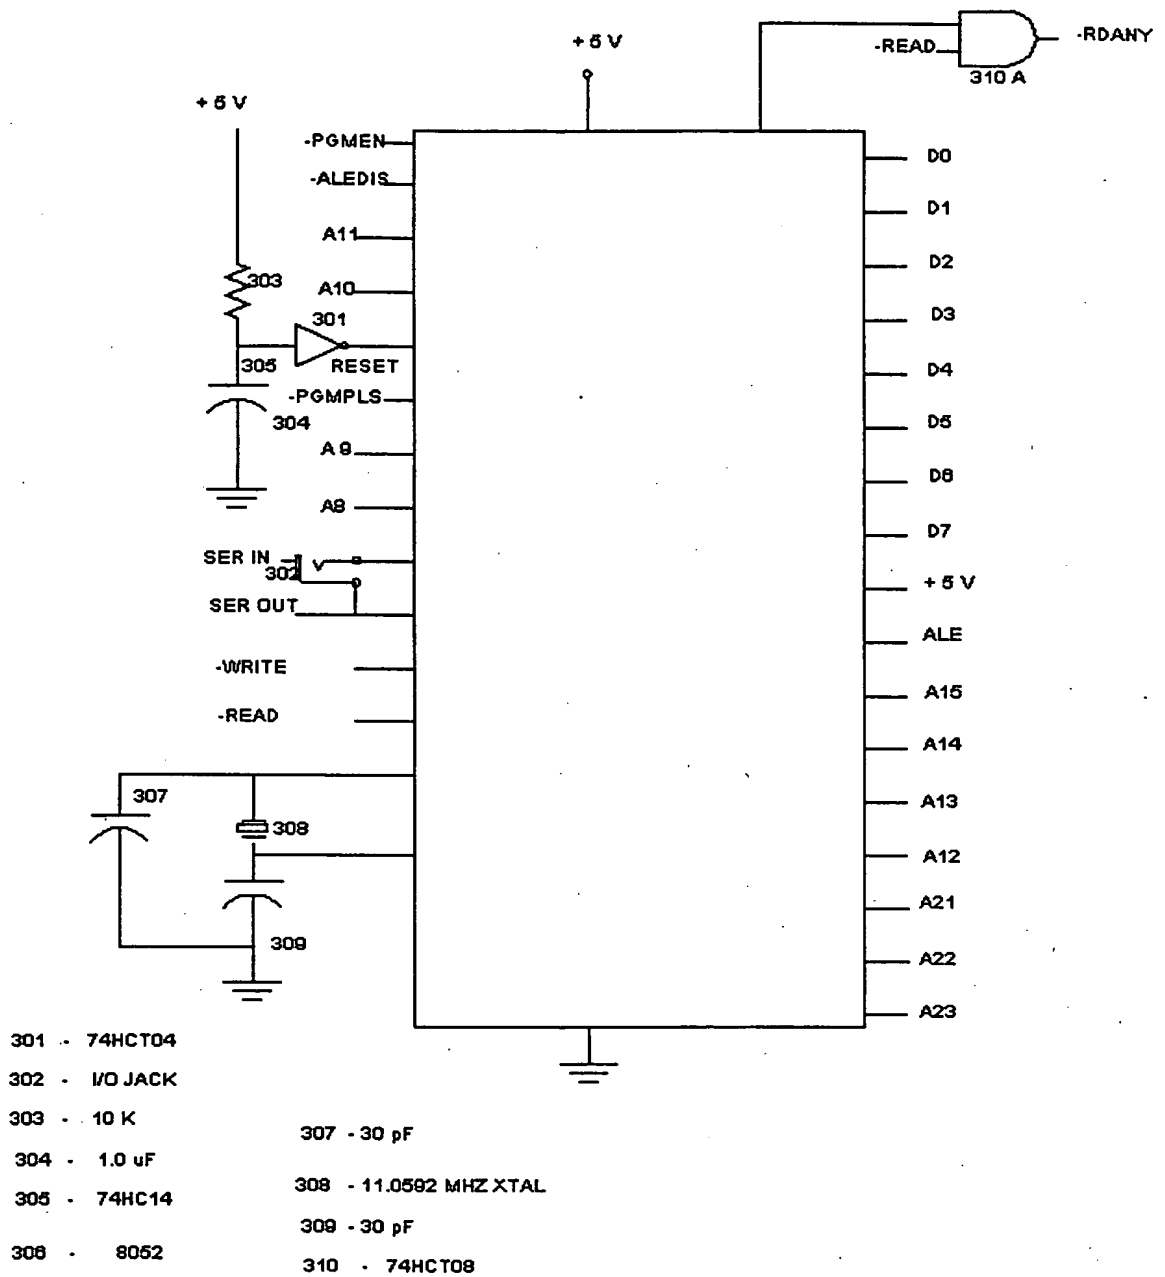 +5 V
-READ
-RDANY
310 A
+5 V
-PGMEN
-ALEDIS
A11
A10
303
301
305
RESET
-PGMPLS
304
A9
A8
SER IN
302
SER OUT
-WRITE
-READ
307
308
309
D0
D1
D2
D3
D4
D5
D6
D7
+5 V
ALE
A15
A14
A13
A12
A21
A22
A23
301 - 74HCT04
302 - I/O JACK
303 - 10 K
304 - 1.0 uF
305 - 74HC14
306 - 8052
307 - 30 pF
308 - 11.0592 MHZ XTAL
309 - 30 pF
310 - 74HCT08